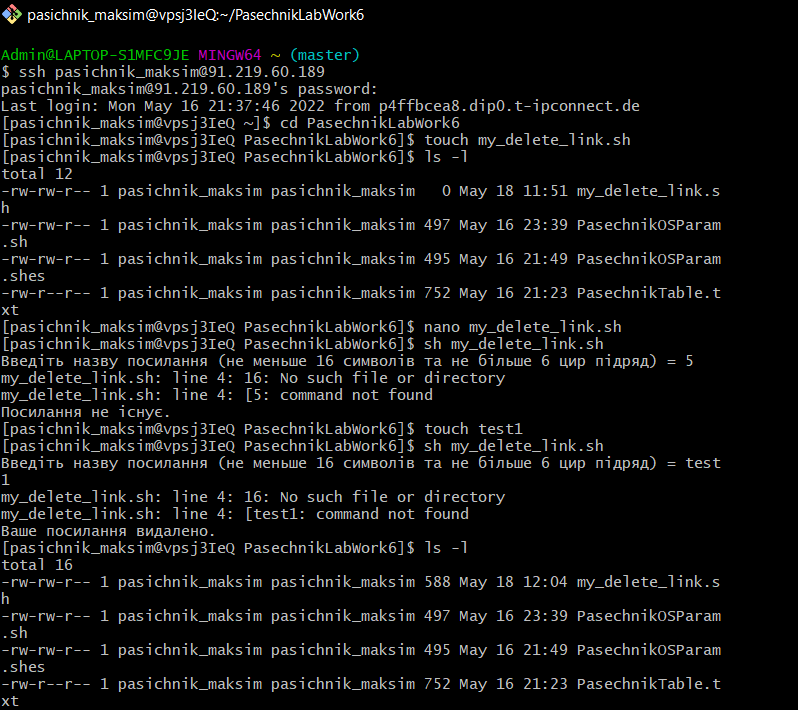 pasichnik_maksim@vpsj3IeQ:~/PasechnikLabWork6
Admin@LAPTOP-S1MFC9JE MINGW64 ~ (master)
$ ssh pasichnik_maksim@91.219.60.189
pasichnik_maksim@91.219.60.189's password:
Last login: Mon May 16 21:37:46 2022 from p4ffbcea8.dip0.t-ipconnect.de
[pasichnik_maksim@vpsj3IeQ ~]$ cd PasechnikLabWork6
[pasichnik_maksim@vpsj3IeQ PasechnikLabWork6]$ touch my_delete_link.sh
[pasichnik_maksim@vpsj3IeQ PasechnikLabWork6]$ ls -l
total 12
-rw-rw-r-- 1 pasichnik_maksim pasichnik_maksim   0 May 18 11:51 my_delete_link.s
h
-rw-rw-r-- 1 pasichnik_maksim pasichnik_maksim 497 May 16 23:39 PasechnikOSParam
.sh
-rw-rw-r-- 1 pasichnik_maksim pasichnik_maksim 495 May 16 21:49 PasechnikOSParam
.shes
-rw-r--r-- 1 pasichnik_maksim pasichnik_maksim 752 May 16 21:23 PasechnikTable.t
xt
[pasichnik_maksim@vpsj3IeQ PasechnikLabWork6]$ nano my_delete_link.sh
[pasichnik_maksim@vpsj3IeQ PasechnikLabWork6]$ sh my_delete_link.sh
Введіть назву посилання (не меньше 16 символів та не більше 6 цир підряд) = 5
my_delete_link.sh: line 4: 16: No such file or directory
my_delete_link.sh: line 4: [5: command not found
Посилання не існує.
[pasichnik_maksim@vpsj3IeQ PasechnikLabWork6]$ touch test1
[pasichnik_maksim@vpsj3IeQ PasechnikLabWork6]$ sh my_delete_link.sh
Введіть назву посилання (не меньше 16 символів та не більше 6 цир підряд) = test
1
my_delete_link.sh: line 4: 16: No such file or directory
my_delete_link.sh: line 4: [test1: command not found
Ваше посилання видалено.
[pasichnik_maksim@vpsj3IeQ PasechnikLabWork6]$ ls -l
total 16
-rw-rw-r-- 1 pasichnik_maksim pasichnik_maksim 588 May 18 12:04 my_delete_link.s
h
-rw-rw-r-- 1 pasichnik_maksim pasichnik_maksim 497 May 16 23:39 PasechnikOSParam
.sh
-rw-rw-r-- 1 pasichnik_maksim pasichnik_maksim 495 May 16 21:49 PasechnikOSParam
.shes
-rw-r--r-- 1 pasichnik_maksim pasichnik_maksim 752 May 16 21:23 PasechnikTable.t
xt